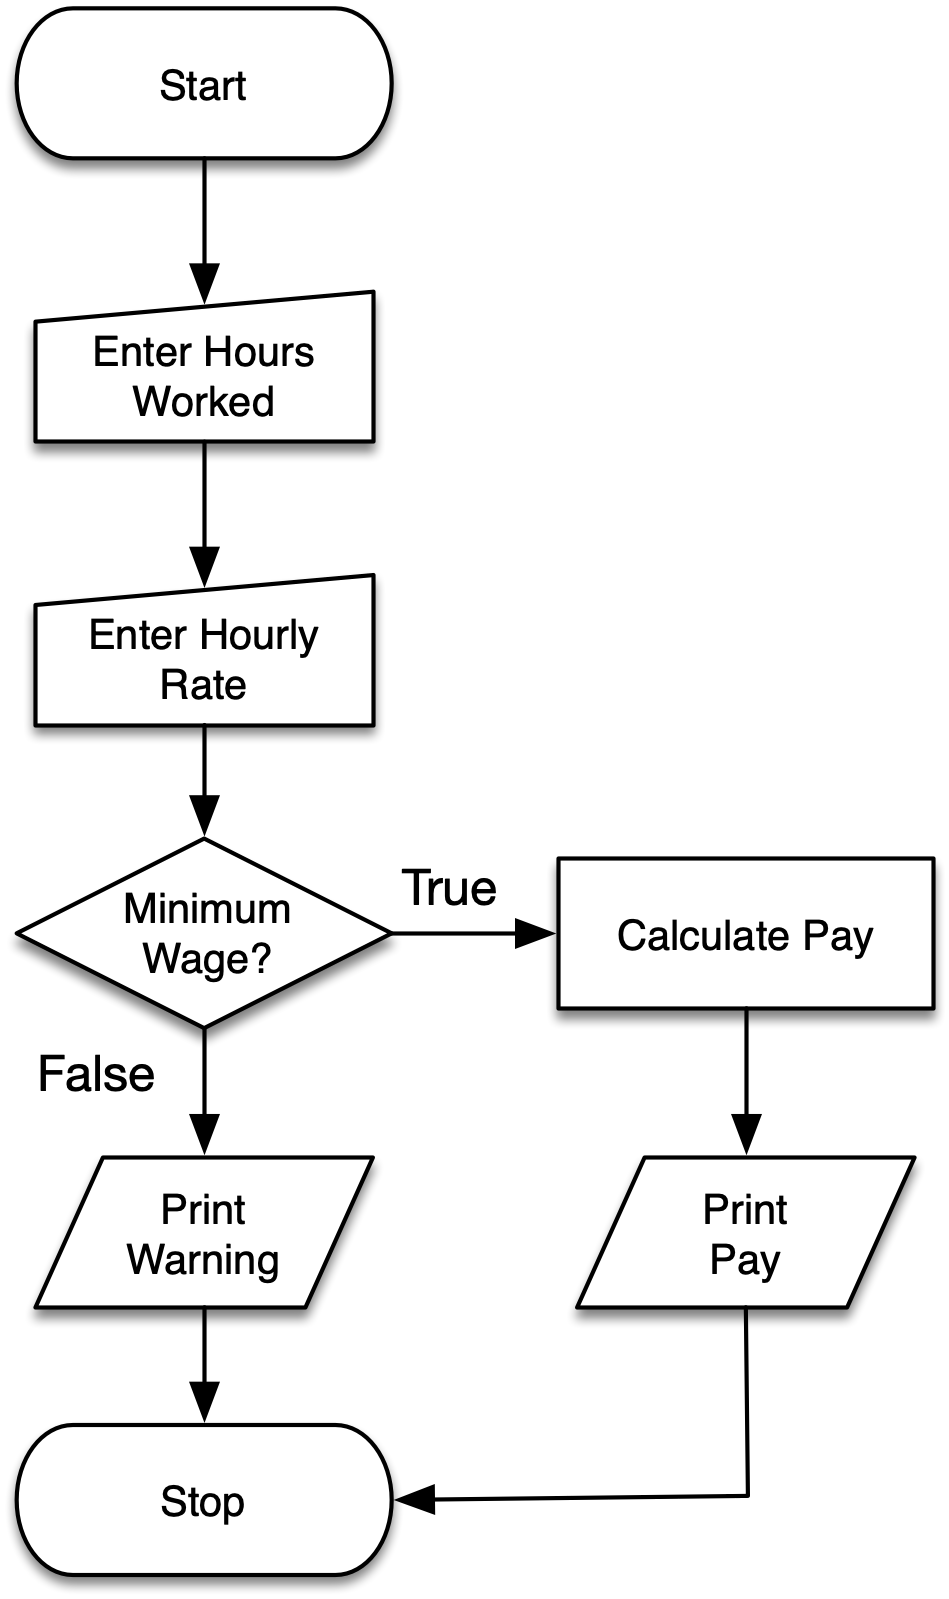 Start
Enter Hours
Worked
Enter Hourly
Rate
Minimum
Wage?
True
Calculate Pay
False
Print
Warning
Print
Pay
Stop